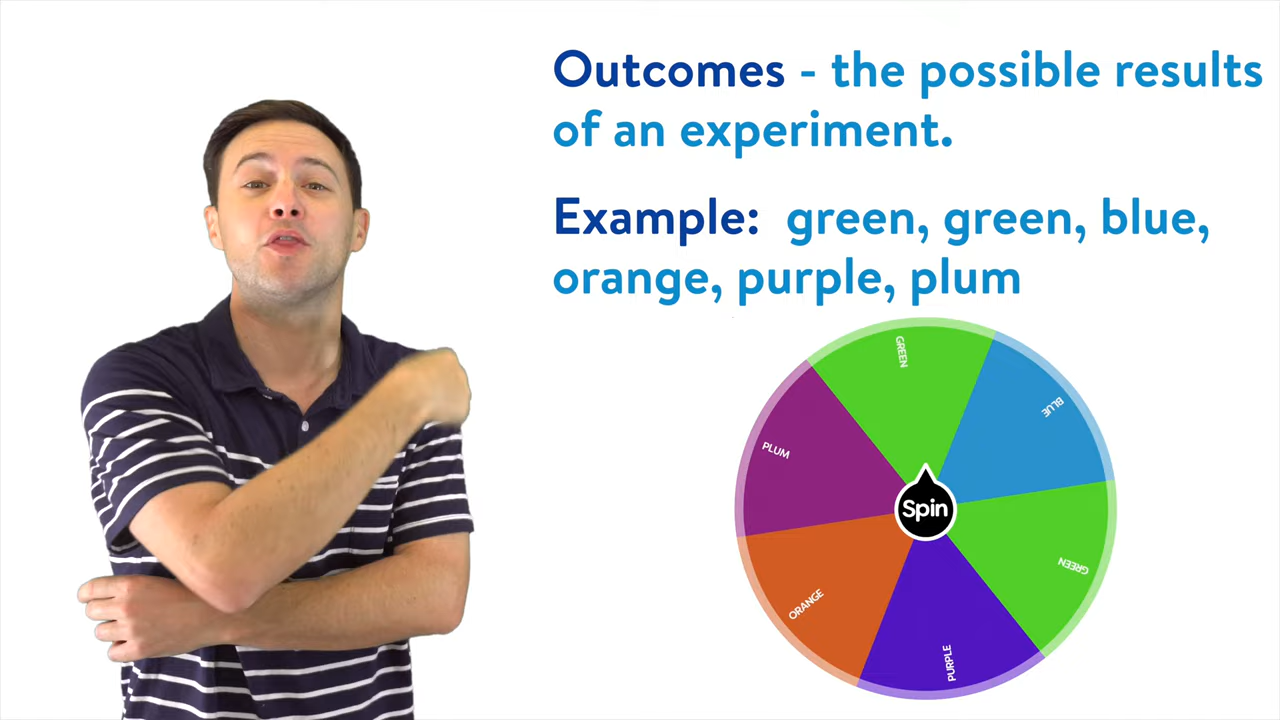 Outcomes - the possible results
of an experiment.
Example: green, green, blue,
orange, purple, plum
GREEN
BLUE
PLUM
Spin
GREEN
ORANGE
PURPLE